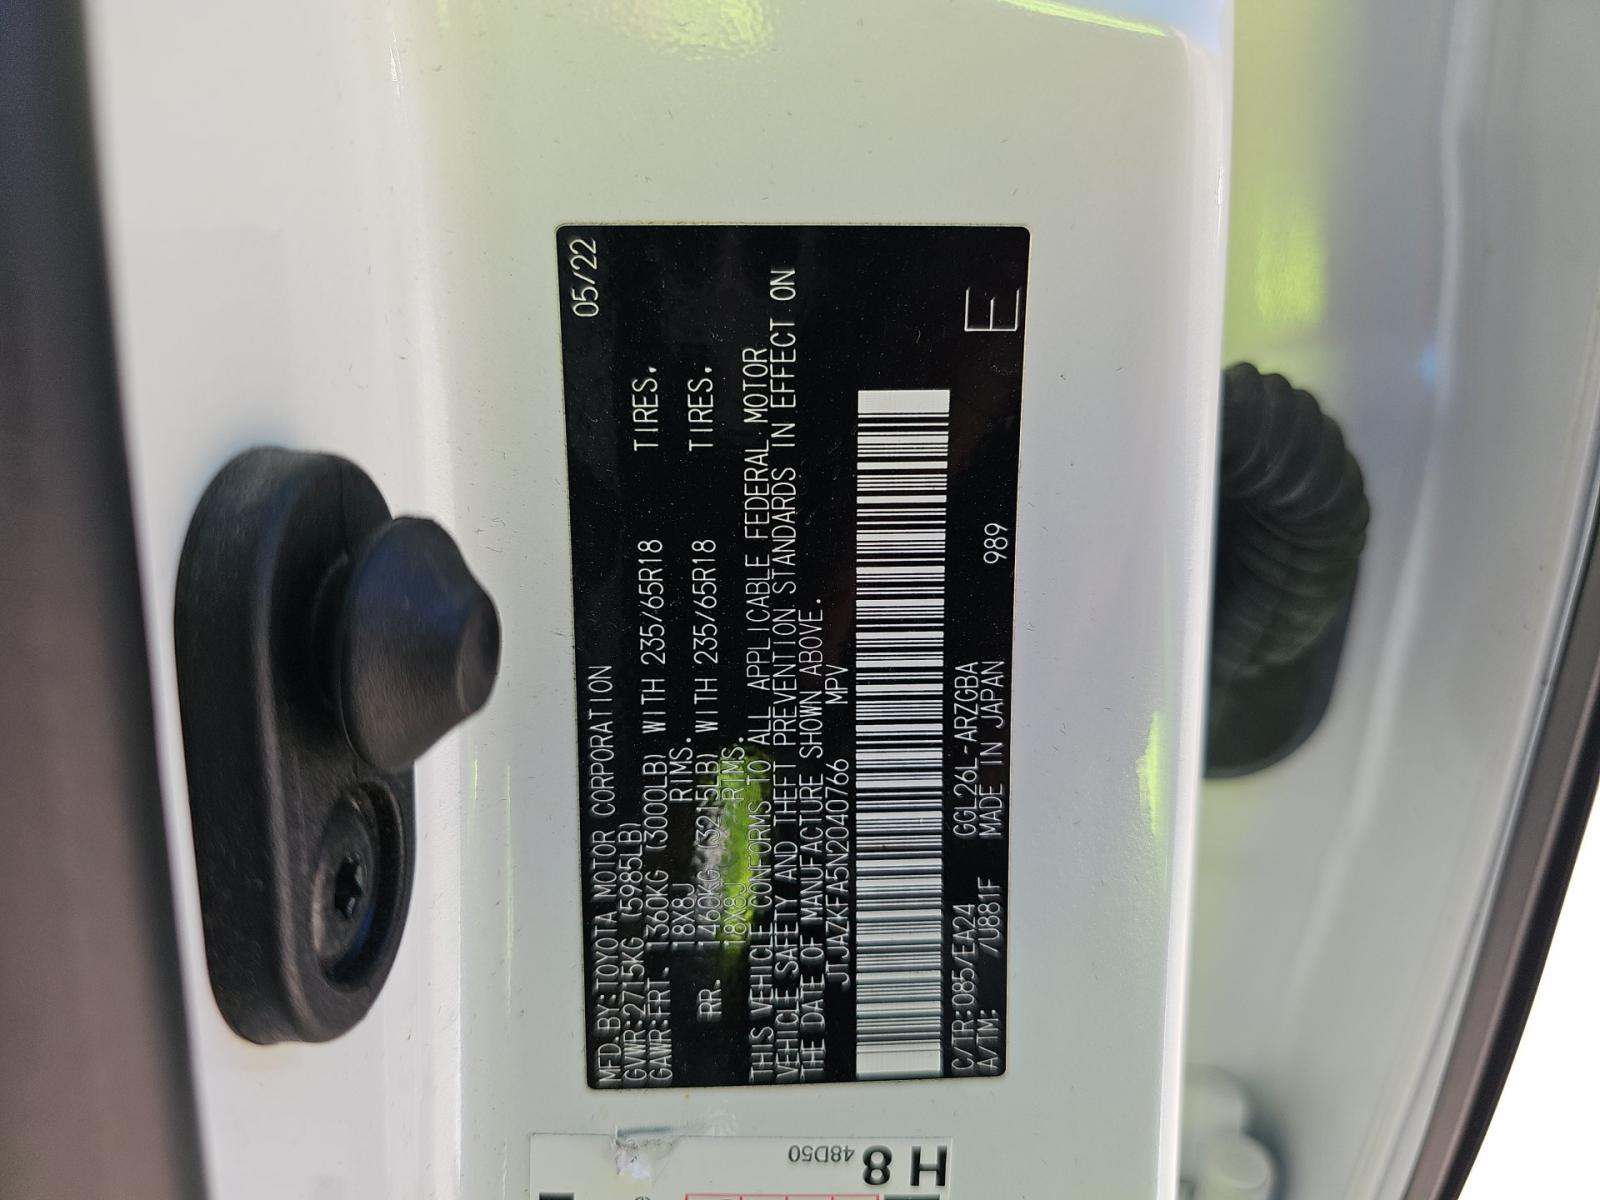 MFD.BY:TOYOTA MOTOR CORPORATION 05/22
GVWR:2715KG (5985LB)
GAWR:FRT. 1360KG (3000LB) WITH 235/65R18 TIRES.
18X8J RIMS.
RR. 1460KG (3215LB) WITH 235/65R18 TIRES.
18X8J RIMS.
THIS VEHICLE CONFORMS TO ALL APPLICABLE FEDERAL MOTOR
VEHICLE SAFETY AND THEFT PREVENTION STANDARDS IN EFFECT ON
THE DATE OF MANUFACTURE SHOWN ABOVE.
JTJAZKFA5N2040766 MPV
C/TR:085/EA24 GGL26L-ARZGBA
A/TM: /U881F MADE IN JAPAN 989 E
H 8
48D50